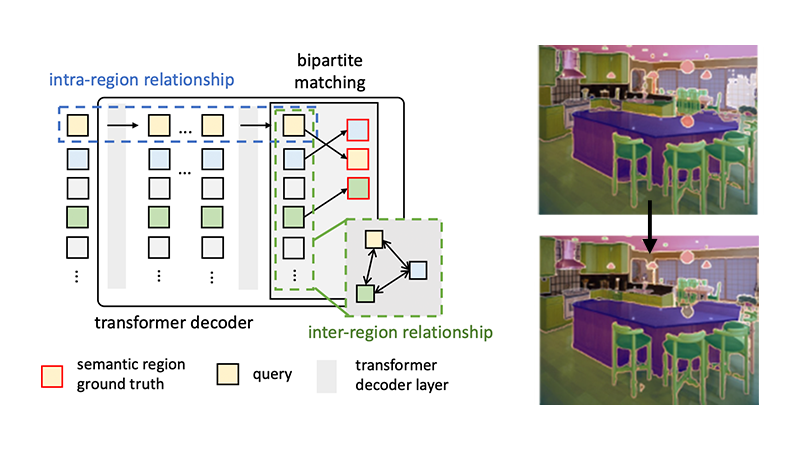 bipartite
matching
intra-region relationship
...
...
transformer decoder
inter-region relationship
semantic region
ground truth
query
transformer
decoder layer